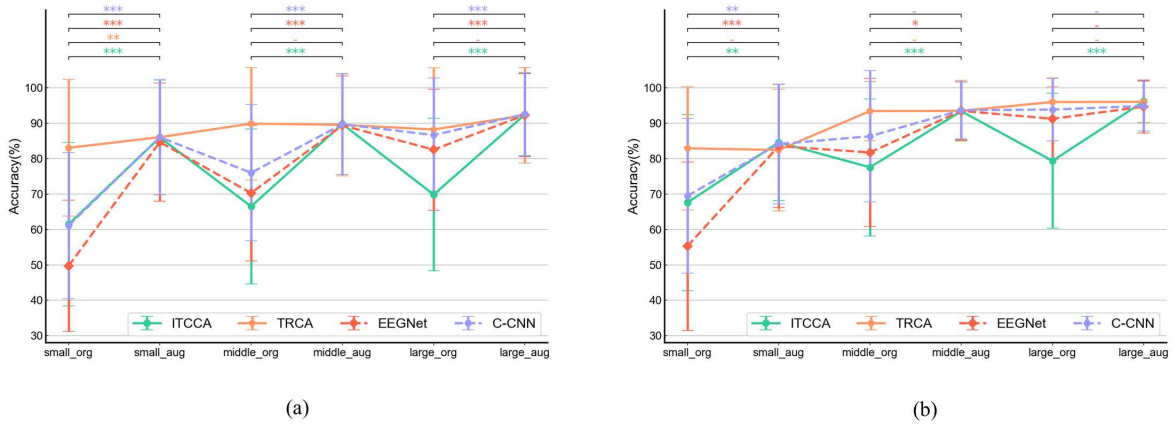 *** *** ***
*** *** ***
** - -
*** *** ***
Accuracy(%)
100
90
80
70
60
50
40
30
ITCCA TRCA EEGNet C-CNN
small_org small_aug middle_org middle_aug large_org large_aug
(a)
** - -
*** * -
- - -
** *** ***
Accuracy(%)
100
90
80
70
60
50
40
30
ITCCA TRCA EEGNet C-CNN
small_org small_aug middle_org middle_aug large_org large_aug
(b)